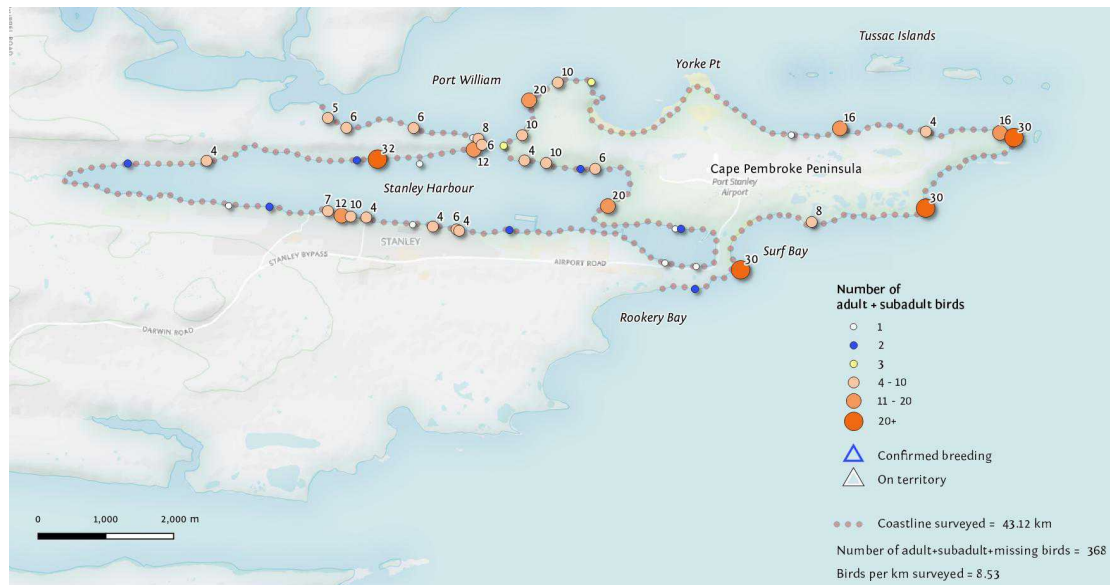 Tussac Islands
Yorke Pt
Port William
10
20
5
6
6
8
6
12
10
4
10
6
16
4
16
30
4
32
Cape Pembroke Peninsula
Port Stanley
Airport
Stanley Harbour
20
7
12
10
4
4
6
4
30
8
STANLEY
STANLEY BYPASS
AIRPORT ROAD
Surf Bay
30
Rookery Bay
DARWIN ROAD
Number of
adult + subadult birds
1
2
3
4 - 10
11 - 20
20+
Confirmed breeding
On territory
0 1,000 2,000 m
Coastline surveyed = 43.12 km
Number of adult+subadult+missing birds = 368
Birds per km surveyed = 8.53